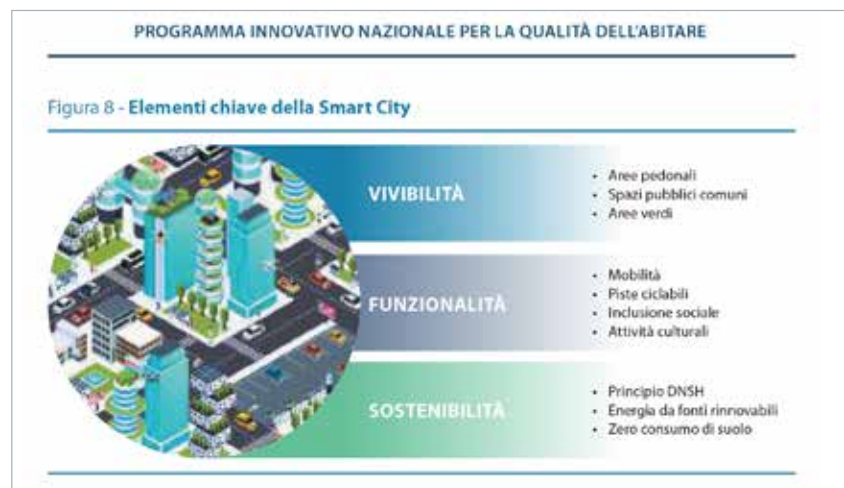 PROGRAMMA INNOVATIVO NAZIONALE PER LA QUALITÀ DELL'ABITARE
Figura 8 - Elementi chiave della Smart City
VIVIBILITÀ
• Aree pedonali
• Spazi pubblici comuni
• Aree verdi
FUNZIONALITÀ
• Mobilità
• Piste ciclabili
• Inclusione sociale
• Attività culturali
SOSTENIBILITÀ
• Principio DNSH
• Energia da fonti rinnovabili
• Zero consumo di suolo